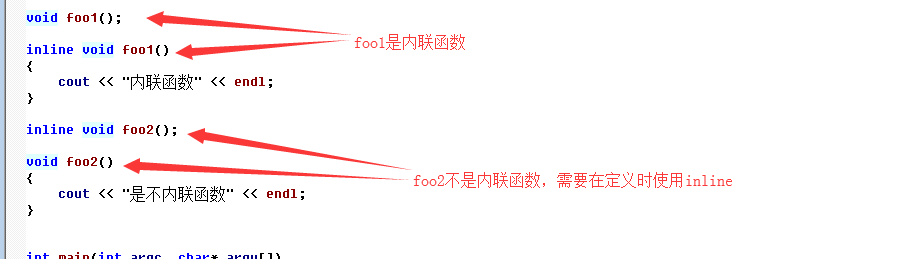 void foo1();
foo1是内联函数
inline void foo1()
{
cout << "内联函数" << endl;
}
inline void foo2();
void foo2()
foo2不是内联函数，需要在定义时使用inline
{
cout << "是不内联函数" << endl;
}
int main(int argc, char* argv[])